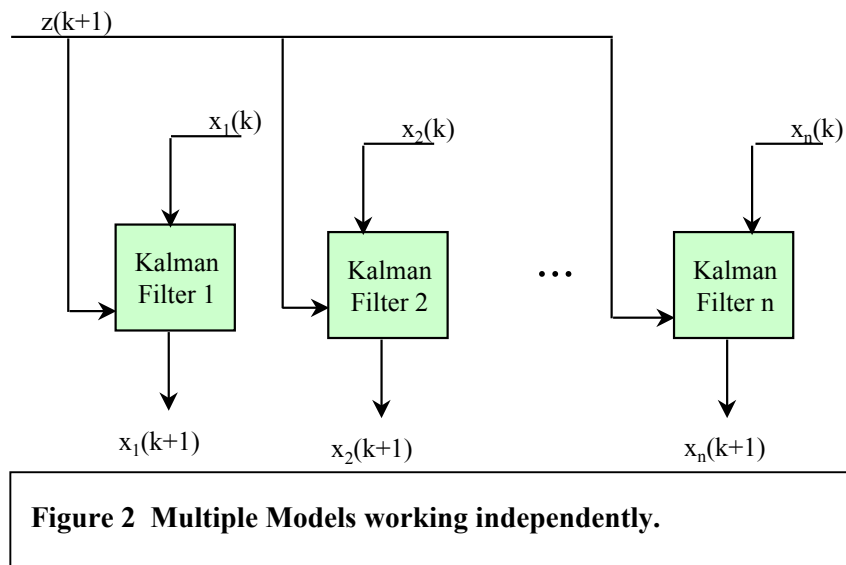 z(k+1)
x₁(k)
x₂(k)
xₙ(k)
Kalman
Filter 1
Kalman
Filter 2
...
Kalman
Filter n
x₁(k+1)
x₂(k+1)
xₙ(k+1)
Figure 2 Multiple Models working independently.